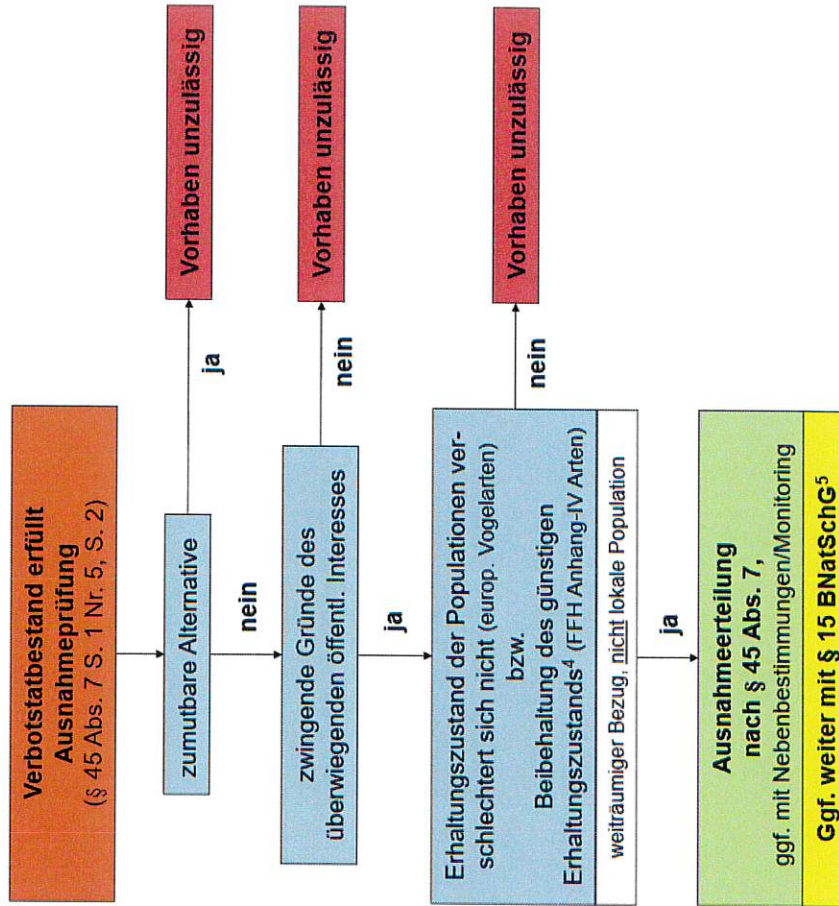 Verbotstatbestand erfüllt
Ausnahmeprüfung
(§ 45 Abs. 7 S. 1 Nr. 5, S. 2)
zumutbare Alternative
ja
Vorhaben unzulässig
nein
zwingende Gründe des
überwiegenden öffentl. Interesses
nein
Vorhaben unzulässig
ja
Erhaltungszustand der Populationen ver-
schlechtert sich nicht (europ. Vogelarten)
bzw.
Beibehaltung des günstigen
Erhaltungszustands⁴ (FFH Anhang-IV Arten)
weiträumiger Bezug, nicht lokale Population
nein
Vorhaben unzulässig
ja
Ausnahmeerteilung
nach § 45 Abs. 7,
ggf. mit Nebenbestimmungen/Monitoring
Ggf. weiter mit § 15 BNatSchG⁵